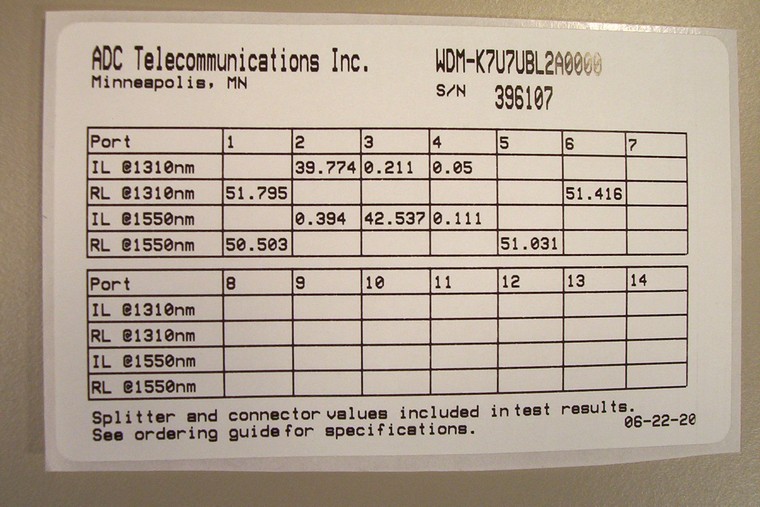 ADC Telecommunications Inc. WDM-K7U7UBL2A0000
Minneapolis, MN S/N 396107
Port 1 2 3 4 5 6 7
IL @1310nm 39.774 0.211 0.05
RL @1310nm 51.795 51.416
IL @1550nm 0.394 42.537 0.111
RL @1550nm 50.503 51.031
Port 8 9 10 11 12 13 14
IL @1310nm
RL @1310nm
IL @1550nm
RL @1550nm
Splitter and connector values included in test results.
See ordering guide for specifications. 06-22-20